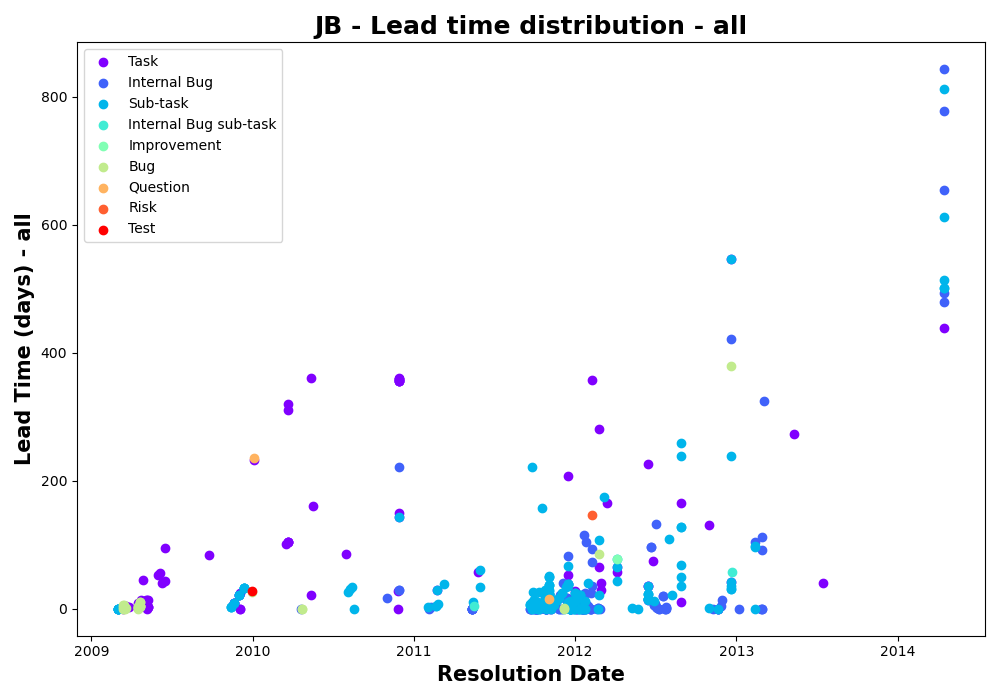 JB - Lead time distribution - all
Task
Internal Bug
Sub-task
Internal Bug sub-task
Improvement
Bug
Question
Risk
Test
Lead Time (days) - all
800
600
400
200
0
2009 2010 2011 2012 2013 2014
Resolution Date